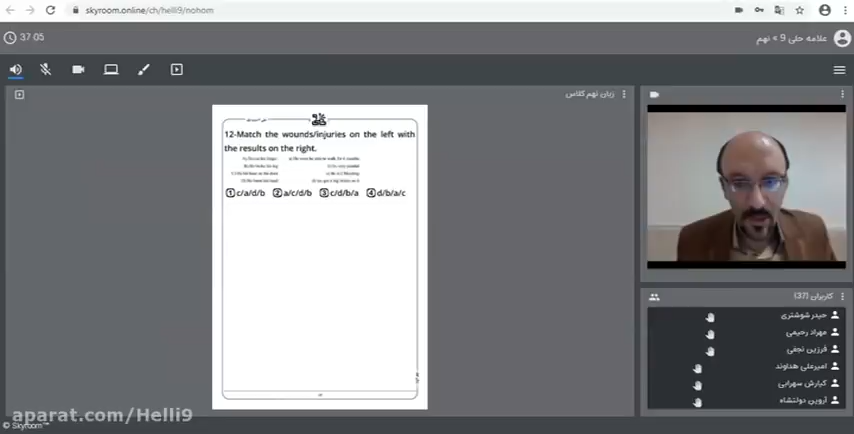 skyroom.online/ch/helli9/nohom
37:05
علامه حلی 9 » نهم
زبان نهم کلاس
12-Match the wounds/injuries on the left with
the results on the right.
① c/a/d/b ② a/c/d/b ③ c/d/b/a ④ d/b/a/c
کاربران (37)
حیدر شوشتری
مهراد رحیمی
فرزین نجفی
امیرعلی هداوند
کیارش سهرابی
آروین دولتشاه
aparat.com/Helli9
© Skyroom™